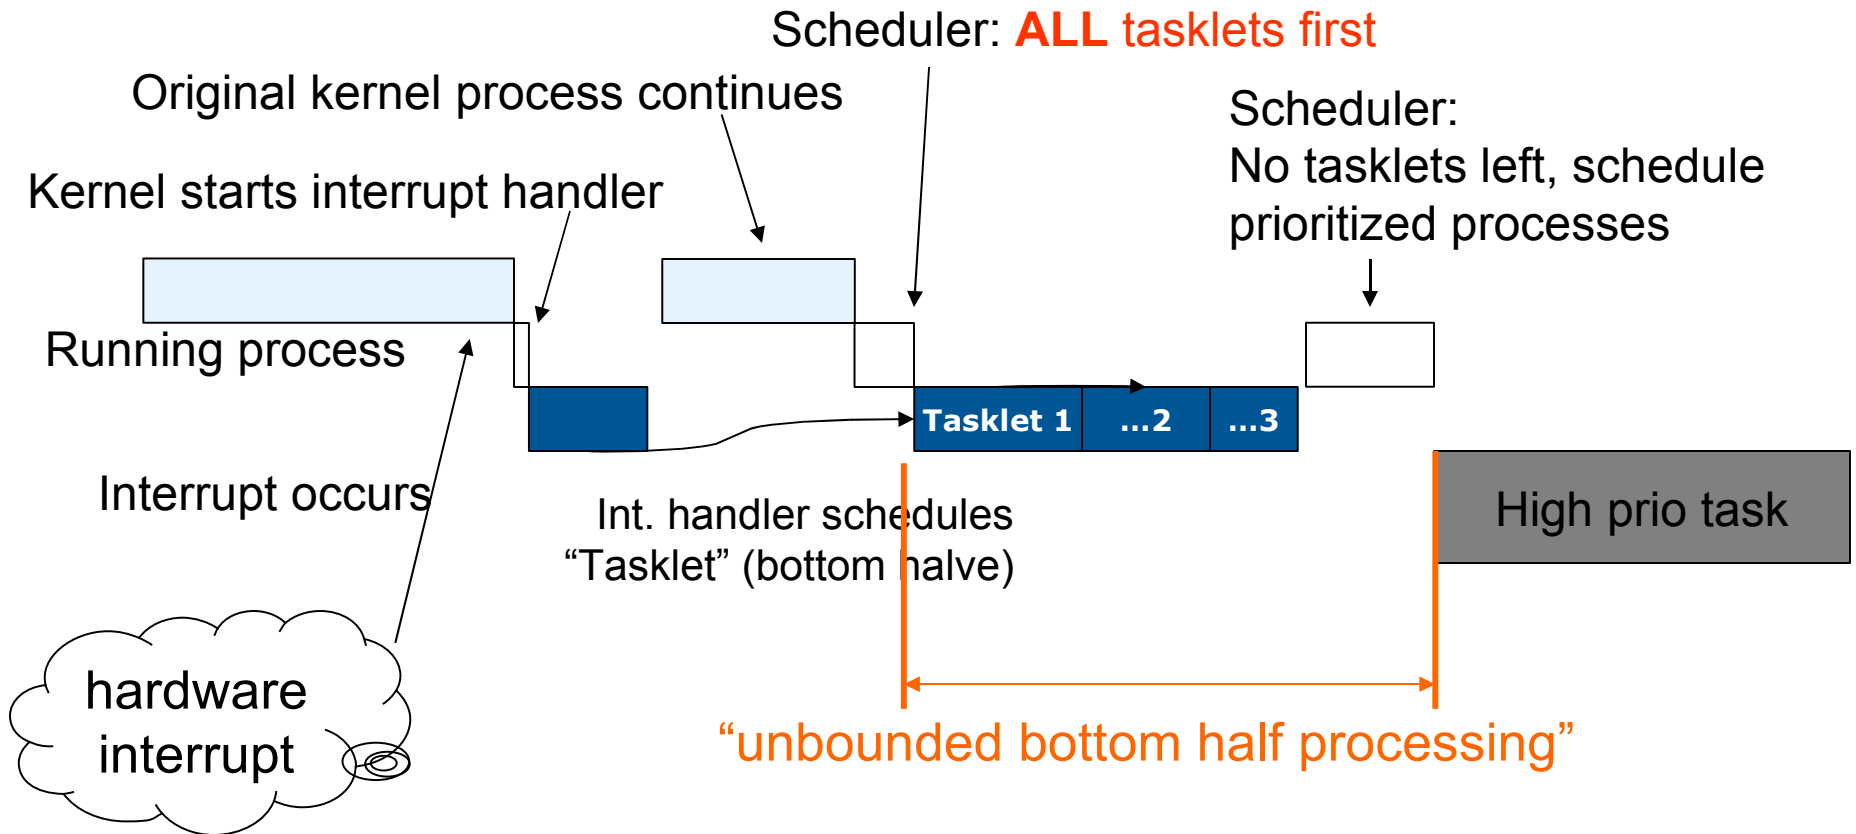 Scheduler: ALL tasklets first
Original kernel process continues
Scheduler:
No tasklets left, schedule
prioritized processes
Kernel starts interrupt handler
Running process
Tasklet 1
...2
...3
Interrupt occurs
Int. handler schedules
“Tasklet” (bottom halve)
High prio task
hardware
interrupt
“unbounded bottom half processing”